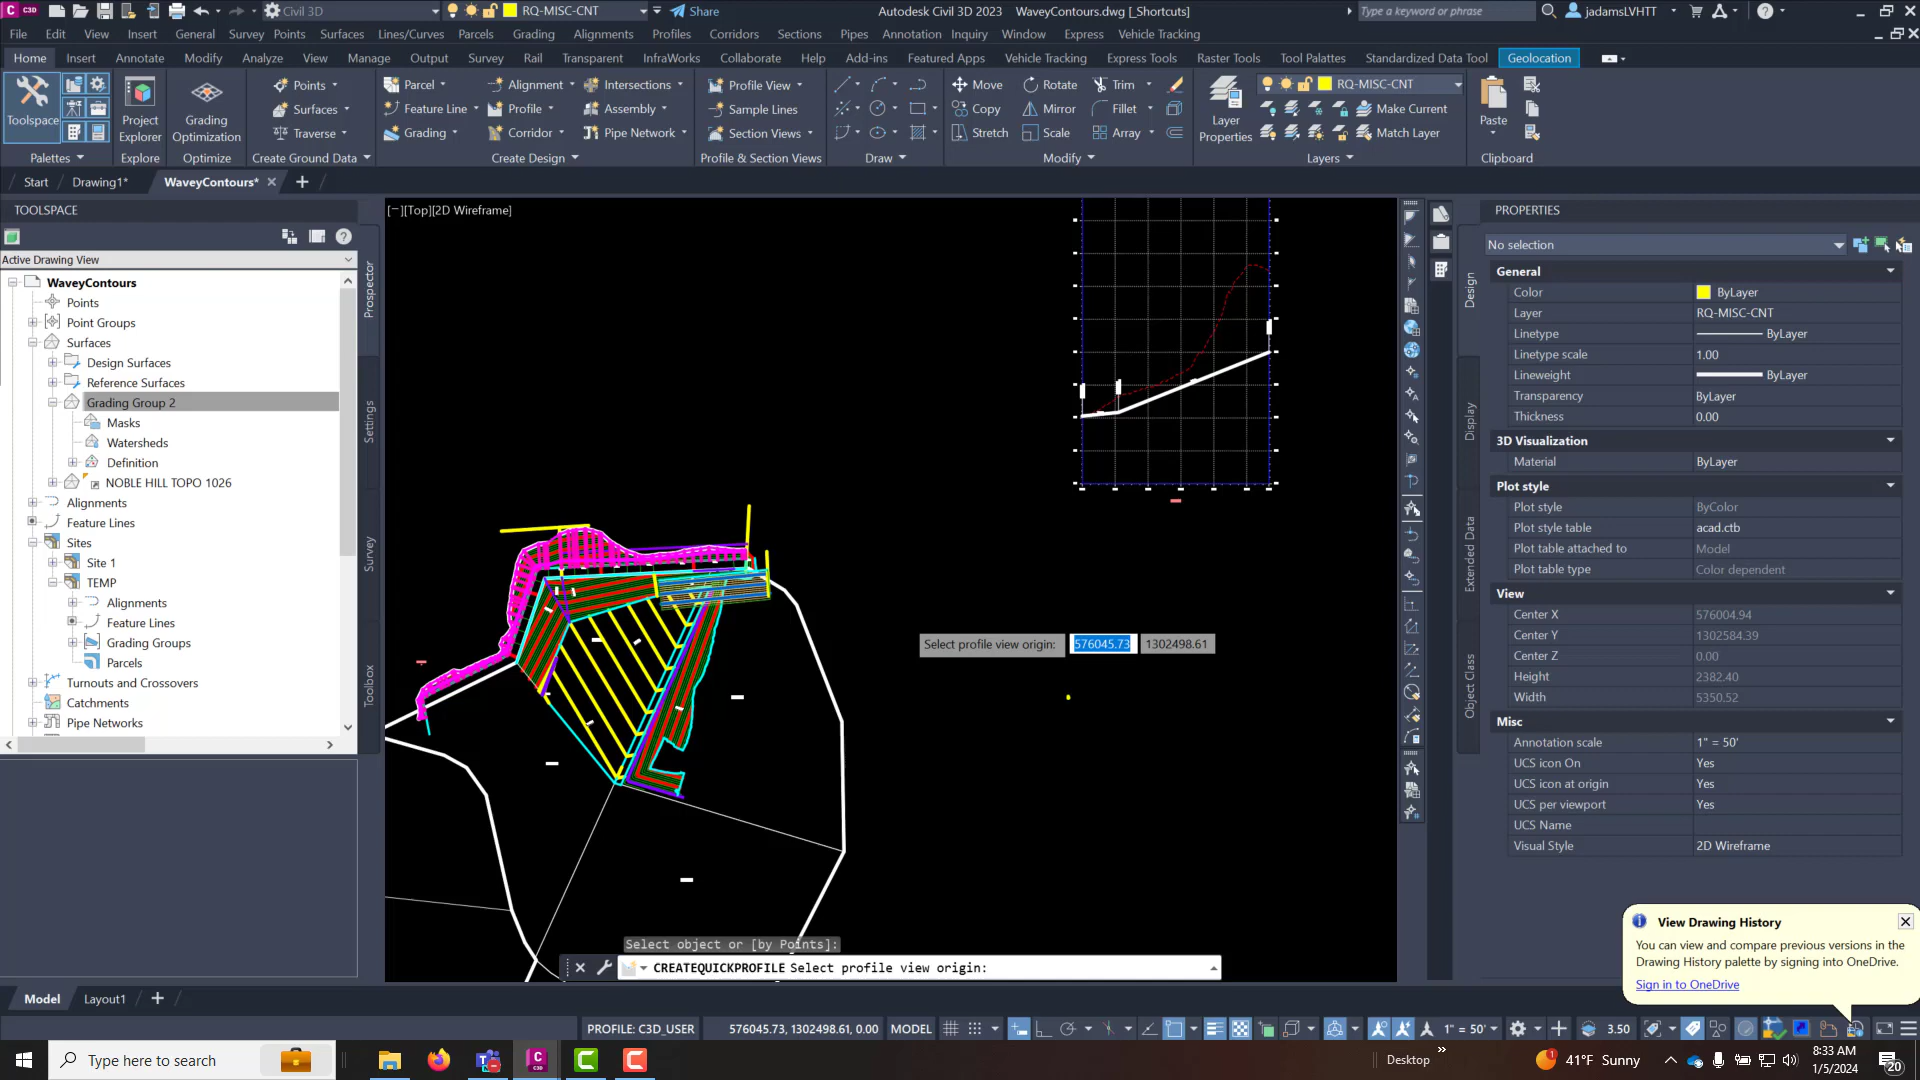 Civil 3D
RQ-MISC-CNT
Share
Autodesk Civil 3D 2023 WaveyContours.dwg [_Shortcuts]
Type a keyword or phrase
jadamsLVHTT
File Edit View Insert General Survey Points Surfaces Lines/Curves Parcels Grading Alignments Profiles Corridors Sections Pipes Annotation Inquiry Window Express Vehicle Tracking
Home Insert Annotate Modify Analyze View Manage Output Survey Rail Transparent InfraWorks Collaborate Help Add-ins Featured Apps Vehicle Tracking Express Tools Raster Tools Tool Palettes Standardized Data Tool Geolocation
Points Parcel Alignment Intersections Profile View Move Rotate Trim RQ-MISC-CNT
Toolspace Project Explorer Grading Optimization Surfaces Feature Line Profile Assembly Sample Lines Copy Mirror Fillet Layer Properties Make Current Paste
Traverse Grading Corridor Pipe Network Section Views Stretch Scale Array Match Layer
Palettes Explore Optimize Create Ground Data Create Design Profile & Section Views Draw Modify Layers Clipboard
Start Drawing1* WaveyContours*
TOOLSPACE
Active Drawing View
WaveyContours
Points
Point Groups
Surfaces
Design Surfaces
Reference Surfaces
Grading Group 2
Masks
Watersheds
Definition
NOBLE HILL TOPO 1026
Alignments
Feature Lines
Sites
Site 1
TEMP
Alignments
Feature Lines
Grading Groups
Parcels
Turnouts and Crossovers
Catchments
Pipe Networks
Prospector
Settings
Survey
Toolbox
[−][Top][2D Wireframe]
Select profile view origin: 576045.73 1302498.61
Select object or [by Points]:
CREATEQUICKPROFILE Select profile view origin:
Design
Display
Extended Data
Object Class
PROPERTIES
No selection
General
Color ByLayer
Layer RQ-MISC-CNT
Linetype ByLayer
Linetype scale 1.00
Lineweight ByLayer
Transparency ByLayer
Thickness 0.00
3D Visualization
Material ByLayer
Plot style
Plot style ByColor
Plot style table acad.ctb
Plot table attached to Model
Plot table type Color dependent
View
Center X 576004.94
Center Y 1302584.39
Center Z 0.00
Height 2382.40
Width 5350.52
Misc
Annotation scale 1" = 50'
UCS icon On Yes
UCS icon at origin Yes
UCS per viewport Yes
UCS Name
Visual Style 2D Wireframe
View Drawing History
You can view and compare previous versions in the
Drawing History palette by signing into OneDrive.
Sign in to OneDrive
Model Layout1
PROFILE: C3D_USER 576045.73, 1302498.61, 0.00 MODEL 1" = 50' 3.50
Type here to search
Desktop
1
41°F Sunny
8:33 AM
1/5/2024
20